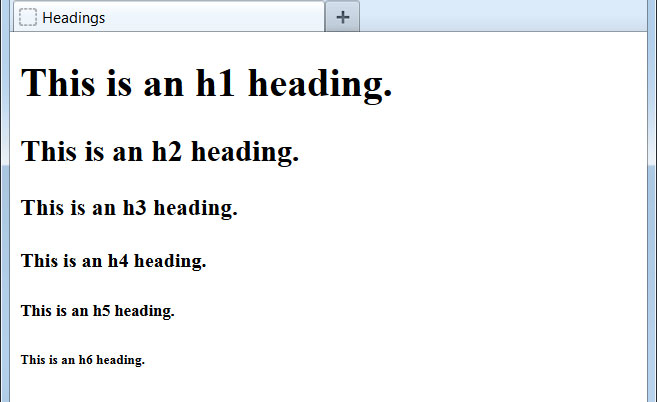 Headings
This is an h1 heading.
This is an h2 heading.
This is an h3 heading.
This is an h4 heading.
This is an h5 heading.
This is an h6 heading.